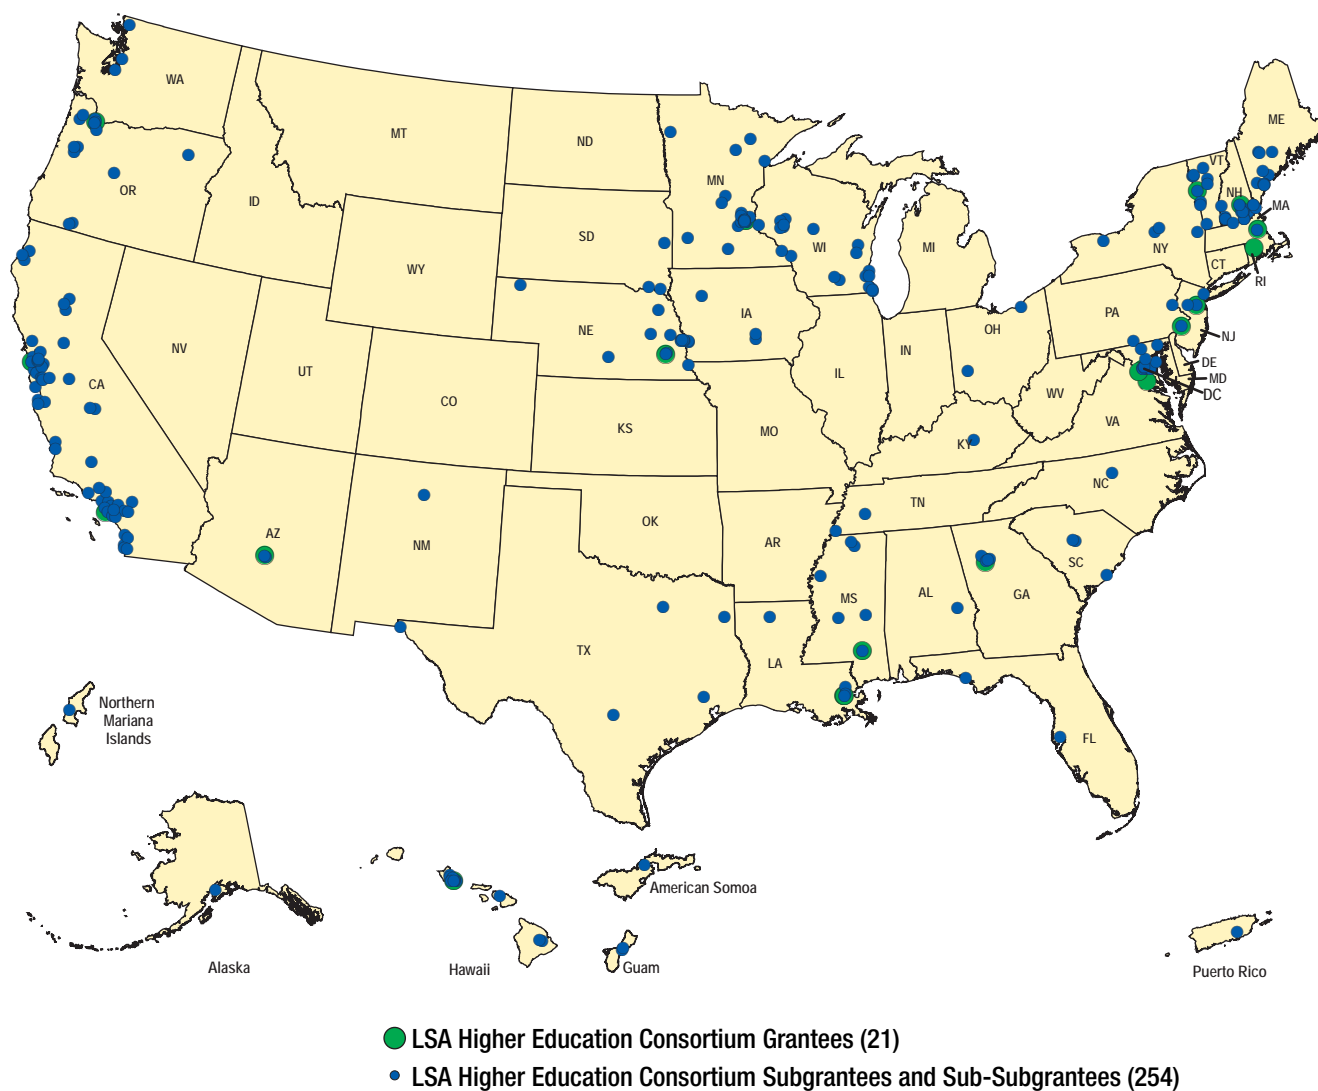 WA
MT
ND
MN
ME
VT
NH
MA
OR
ID
SD
WI
MI
NY
WY
CT
RI
IA
PA
NE
OH
NJ
NV
UT
IL
IN
DE
MD
DC
CA
CO
WV
VA
KS
MO
KY
NC
TN
OK
AR
AZ
NM
SC
MS
AL
GA
TX
LA
FL
Northern
Mariana
Islands
American Somoa
Alaska
Hawaii
Guam
Puerto Rico
LSA Higher Education Consortium Grantees (21)
LSA Higher Education Consortium Subgrantees and Sub-Subgrantees (254)